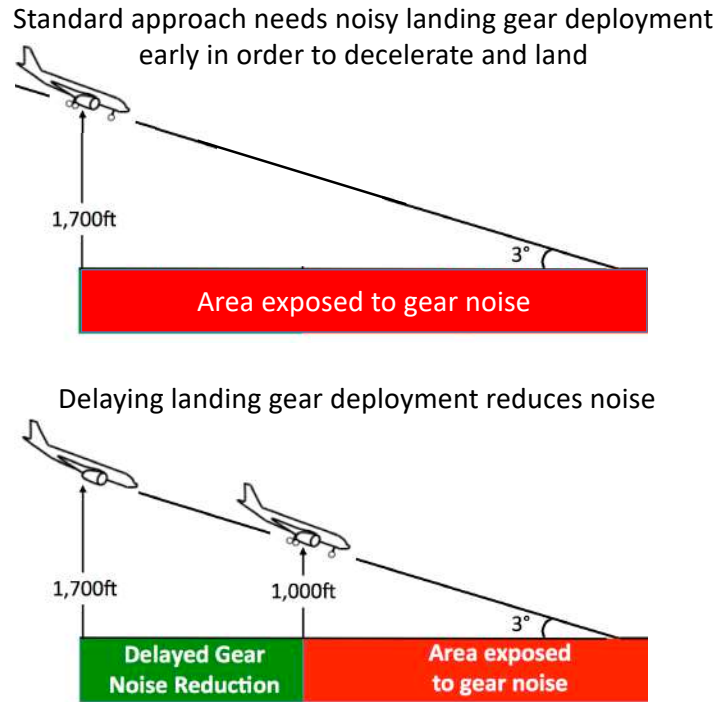 Standard approach needs noisy landing gear deployment
early in order to decelerate and land
1,700ft
3°
Area exposed to gear noise
Delaying landing gear deployment reduces noise
1,700ft
1,000ft
3°
Delayed Gear
Noise Reduction
Area exposed
to gear noise